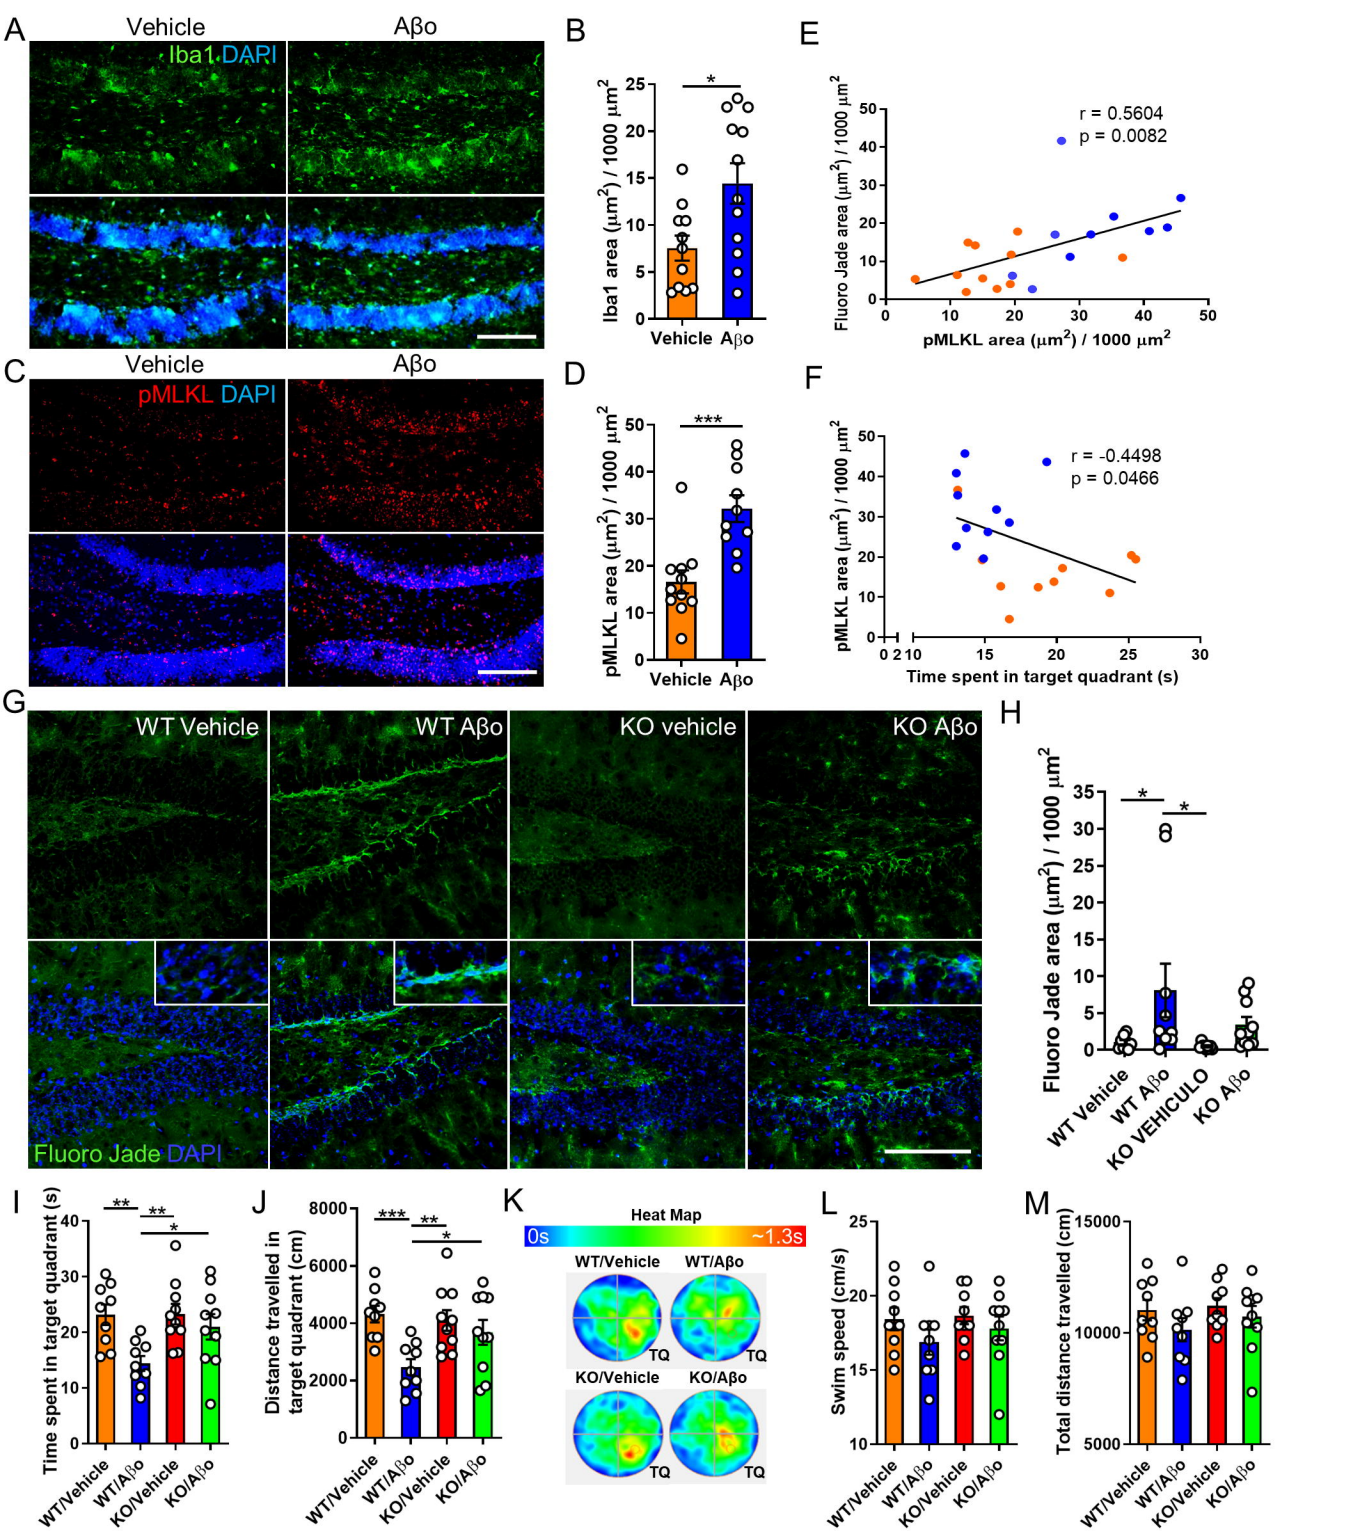 A
Vehicle
Aβo
Iba1 DAPI
B
Iba1 area (μm²) / 1000 μm²
25
20
15
10
5
0
*
Vehicle Aβo
E
Fluoro Jade area (μm²) / 1000 μm²
50
40
30
20
10
0
r = 0.5604
p = 0.0082
0 10 20 30 40 50
pMLKL area (μm²) / 1000 μm²
C
Vehicle
Aβo
pMLKL DAPI
D
pMLKL area (μm²) / 1000 μm²
50
40
30
20
10
0
***
Vehicle Aβo
F
pMLKL area (μm²) / 1000 μm²
50
40
30
20
10
0
r = -0.4498
p = 0.0466
0 2 10 15 20 25 30
Time spent in target quadrant (s)
G
WT Vehicle
WT Aβo
KO vehicle
KO Aβo
Fluoro Jade DAPI
H
Fluoro Jade area (μm²) / 1000 μm²
35
30
25
20
15
10
5
0
*
*
WT Vehicle
WT Aβo
KO VEHICULO
KO Aβo
I
Time spent in target quadrant (s)
40
30
20
10
0
**
**
*
WT/Vehicle
WT/Aβo
KO/Vehicle
KO/Aβo
J
Distance travelled in
target quadrant (cm)
8000
6000
4000
2000
0
***
**
*
WT/Vehicle
WT/Aβo
KO/Vehicle
KO/Aβo
K
Heat Map
0s
~1.3s
WT/Vehicle
WT/Aβo
TQ
TQ
KO/Vehicle
KO/Aβo
TQ
TQ
L
Swim speed (cm/s)
25
20
15
10
WT/Vehicle
WT/Aβo
KO/Vehicle
KO/Aβo
M
Total distance travelled (cm)
15000
10000
5000
WT/Vehicle
WT/Aβo
KO/Vehicle
KO/Aβo